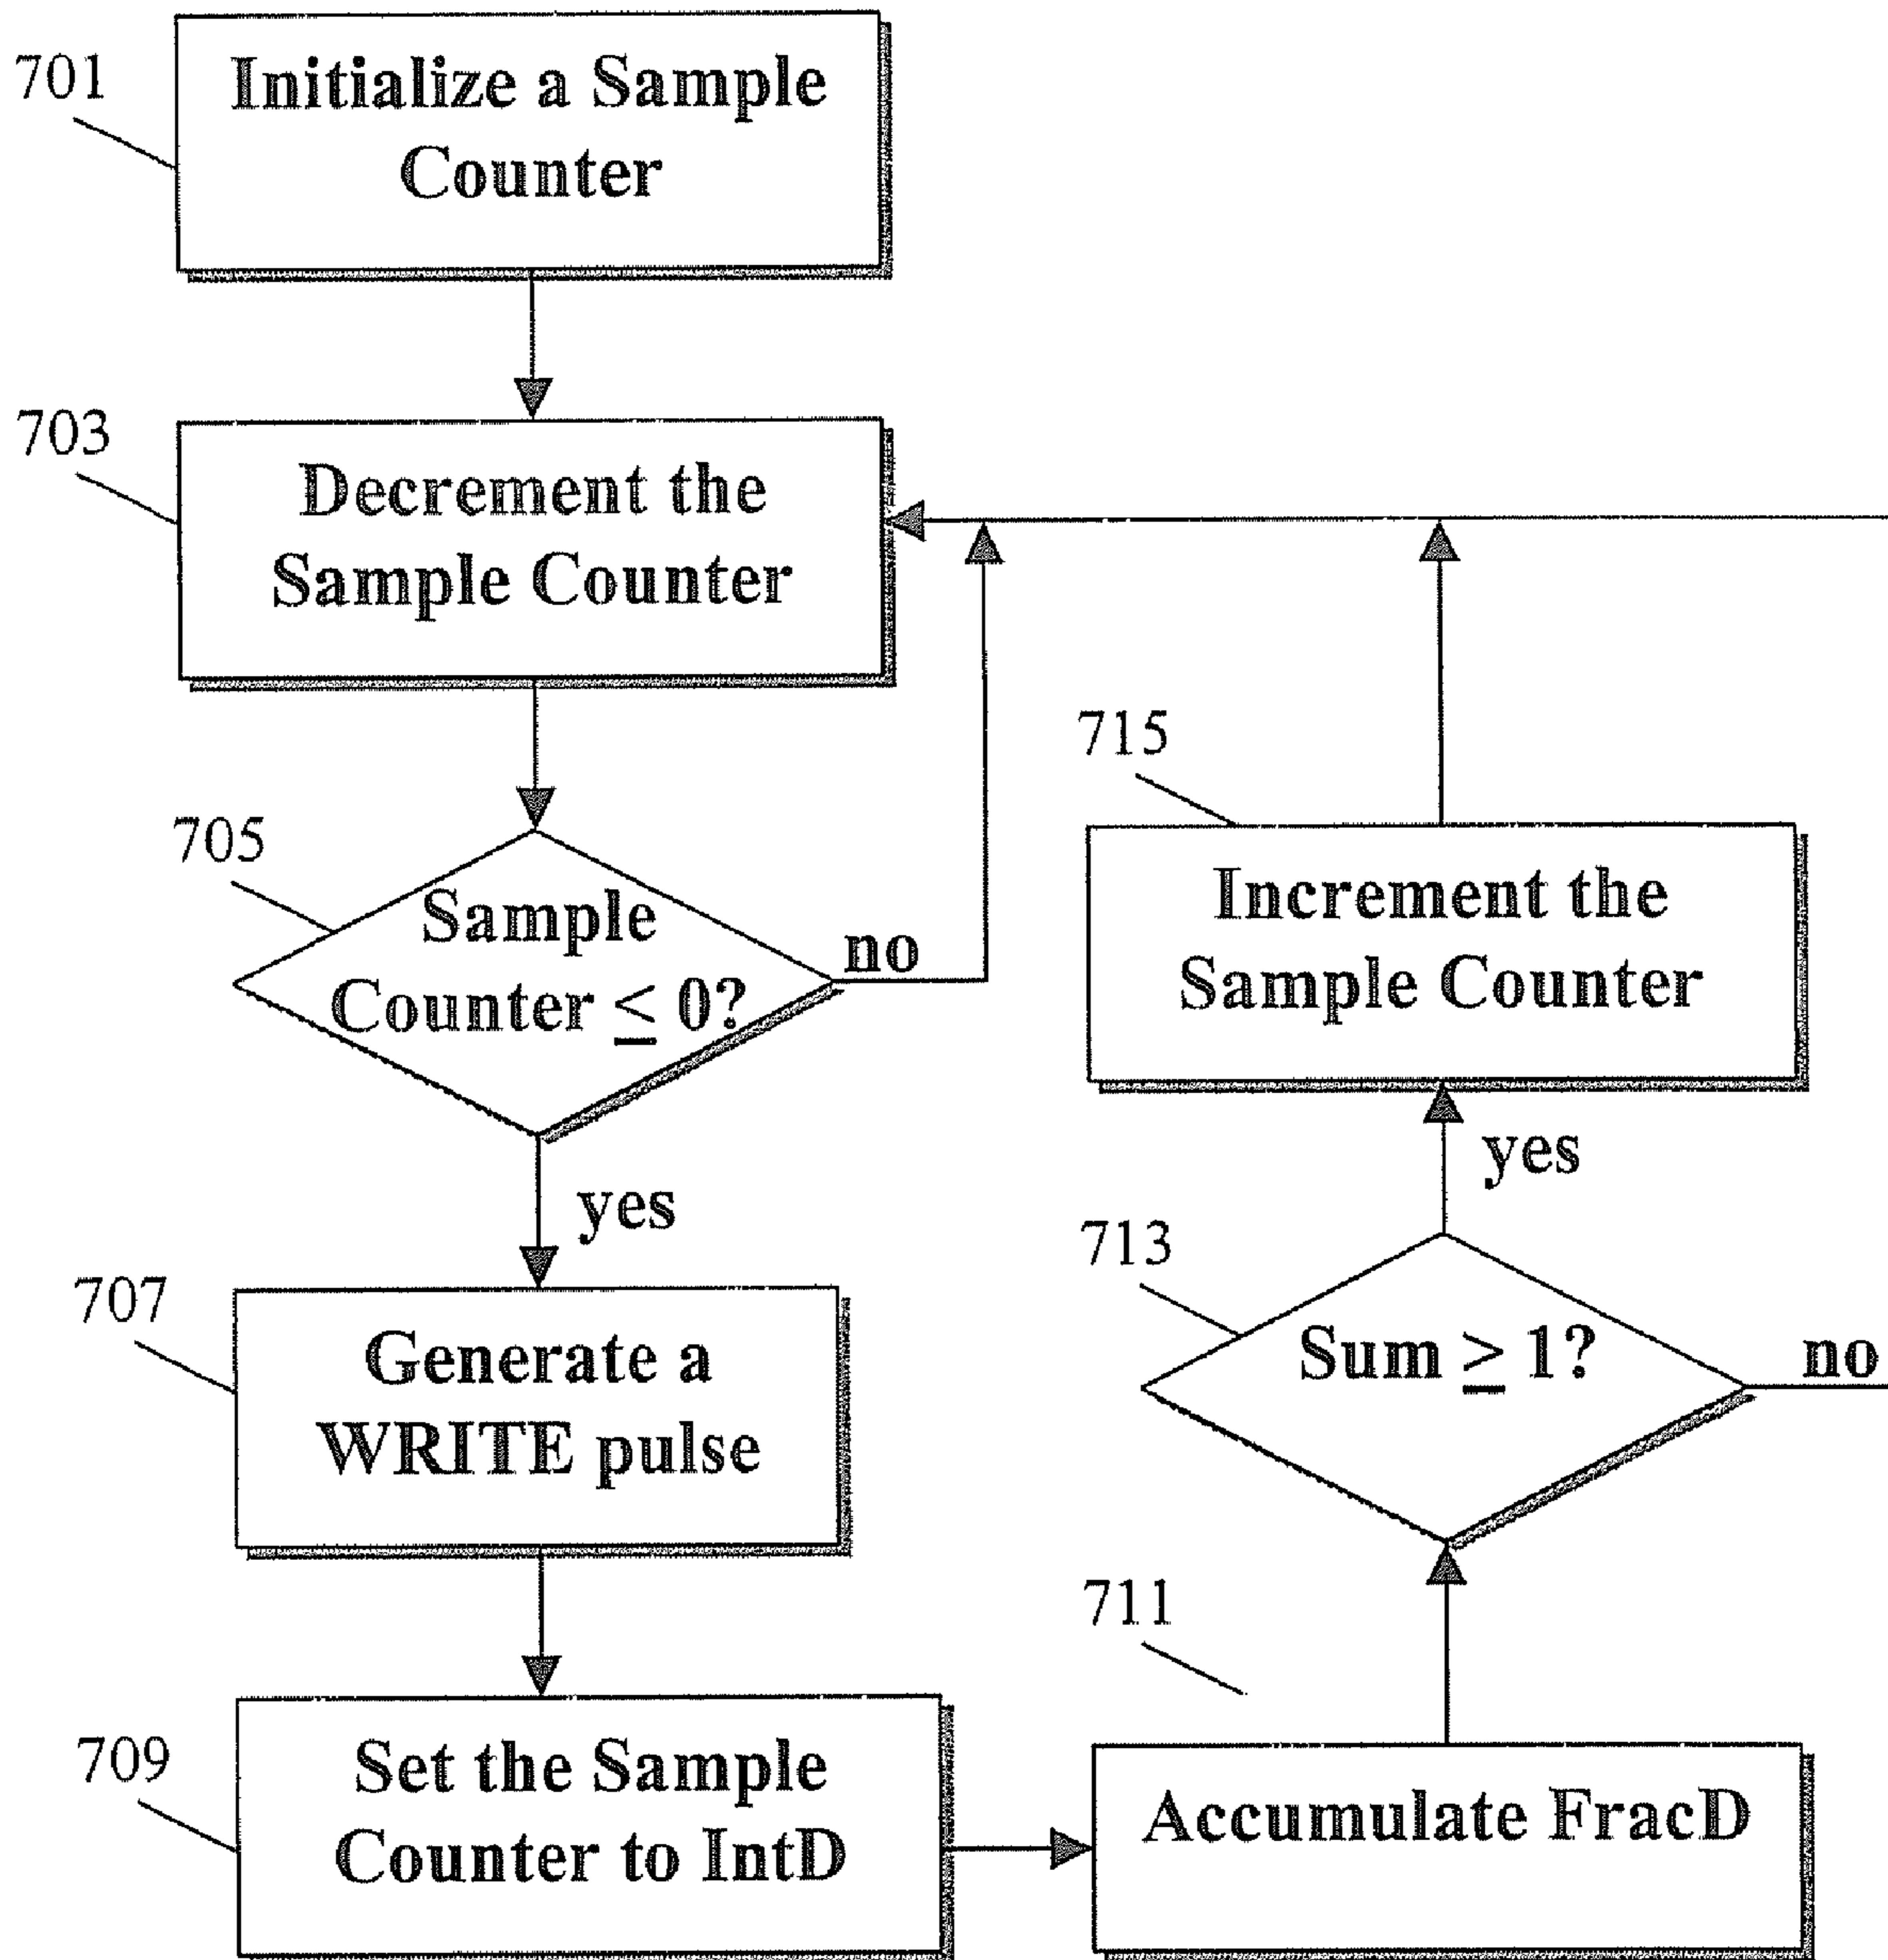 701
Initialize a Sample
Counter
703
Decrement the
Sample Counter
705
Sample
Counter ≤ 0?
no
yes
707
Generate a
WRITE pulse
709
Set the Sample
Counter to IntD
711
Accumulate FracD
713
Sum ≥ 1?
no
yes
715
Increment the
Sample Counter